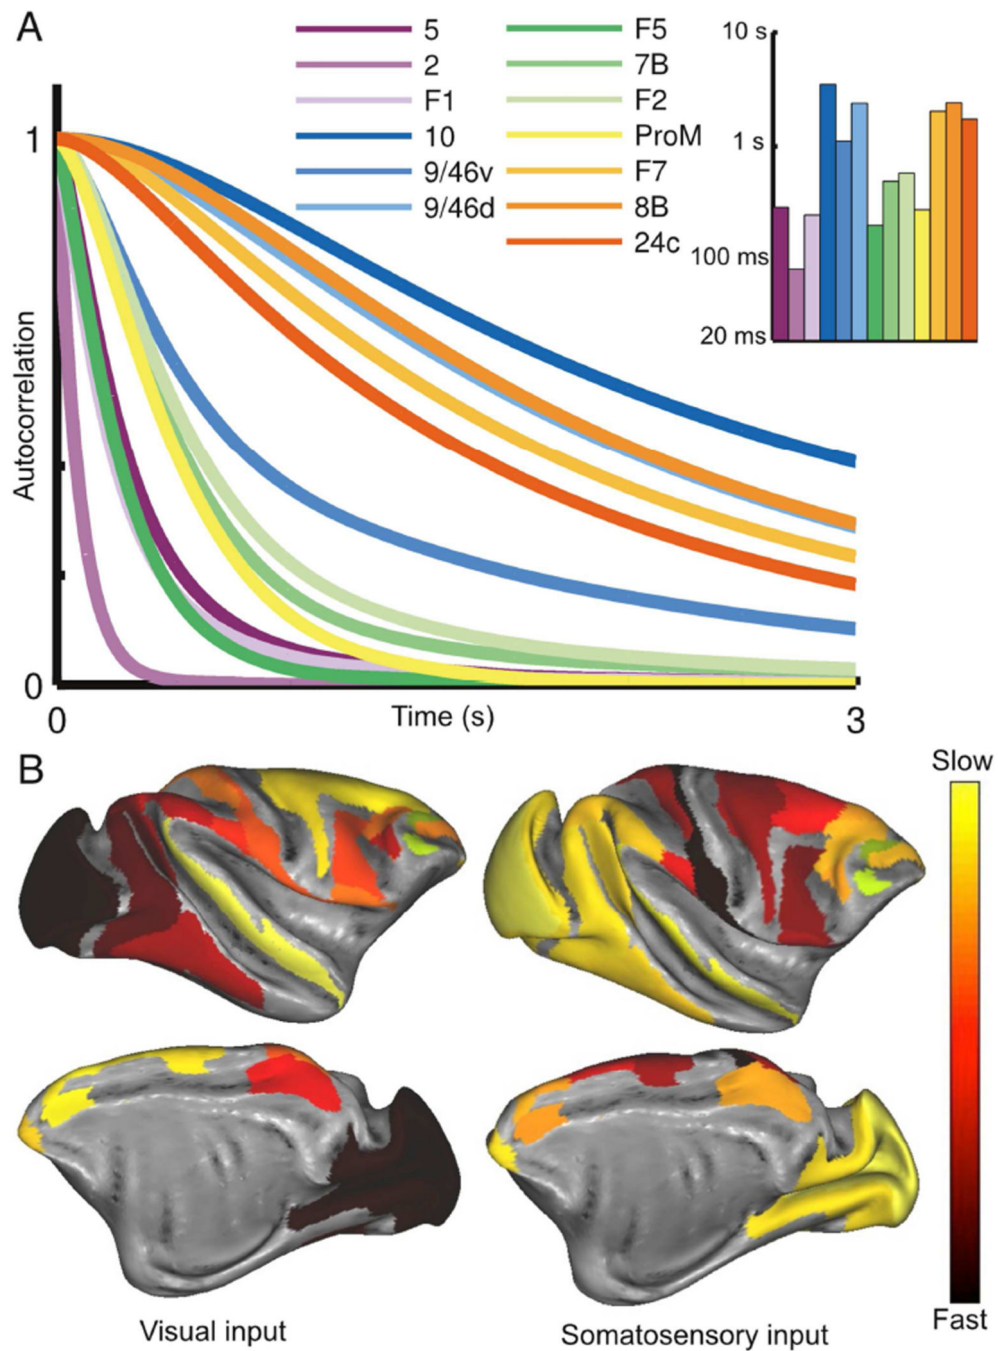 A
5
2
F1
10
9/46v
9/46d
F5
7B
F2
ProM
F7
8B
24c
10 s
1 s
100 ms
20 ms
1
Autocorrelation
0
0
Time (s)
3
B
Slow
Fast
Visual input
Somatosensory input